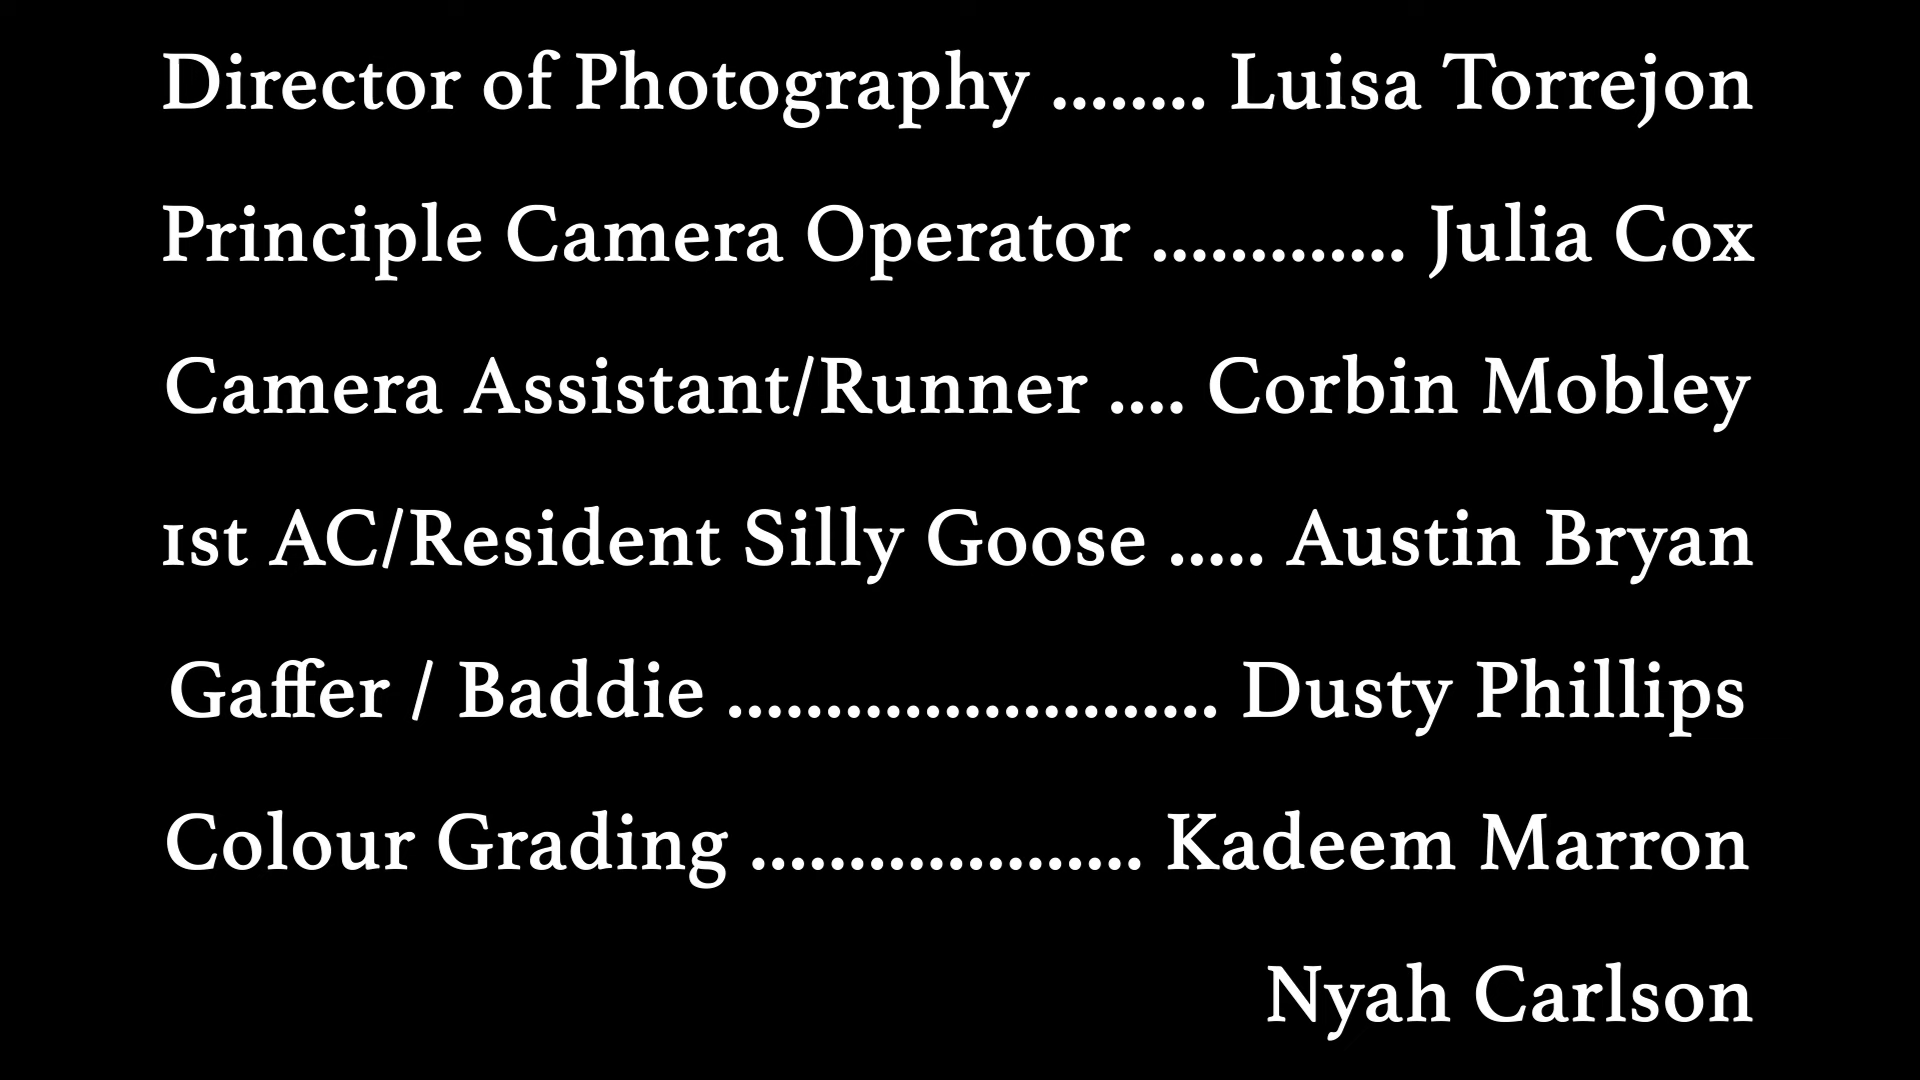 Director of Photography ........ Luisa Torrejon
Principle Camera Operator ............. Julia Cox
Camera Assistant/Runner .... Corbin Mobley
1st AC/Resident Silly Goose ..... Austin Bryan
Gaffer / Baddie ......................... Dusty Phillips
Colour Grading .................... Kadeem Marron
Nyah Carlson